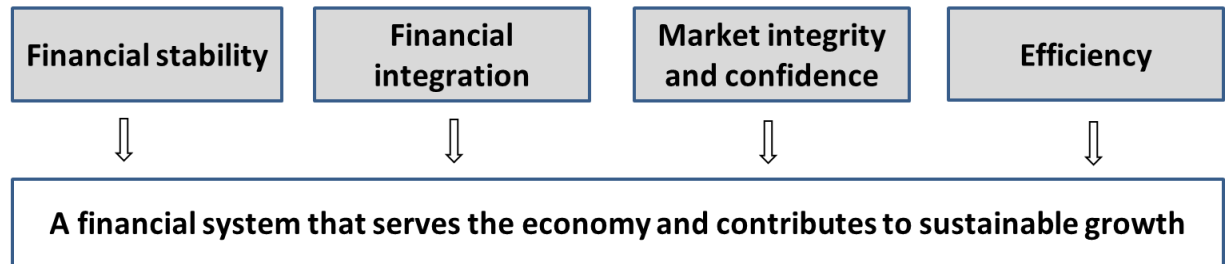 Financial stability
Financial
integration
Market integrity
and confidence
Efficiency
A financial system that serves the economy and contributes to sustainable growth